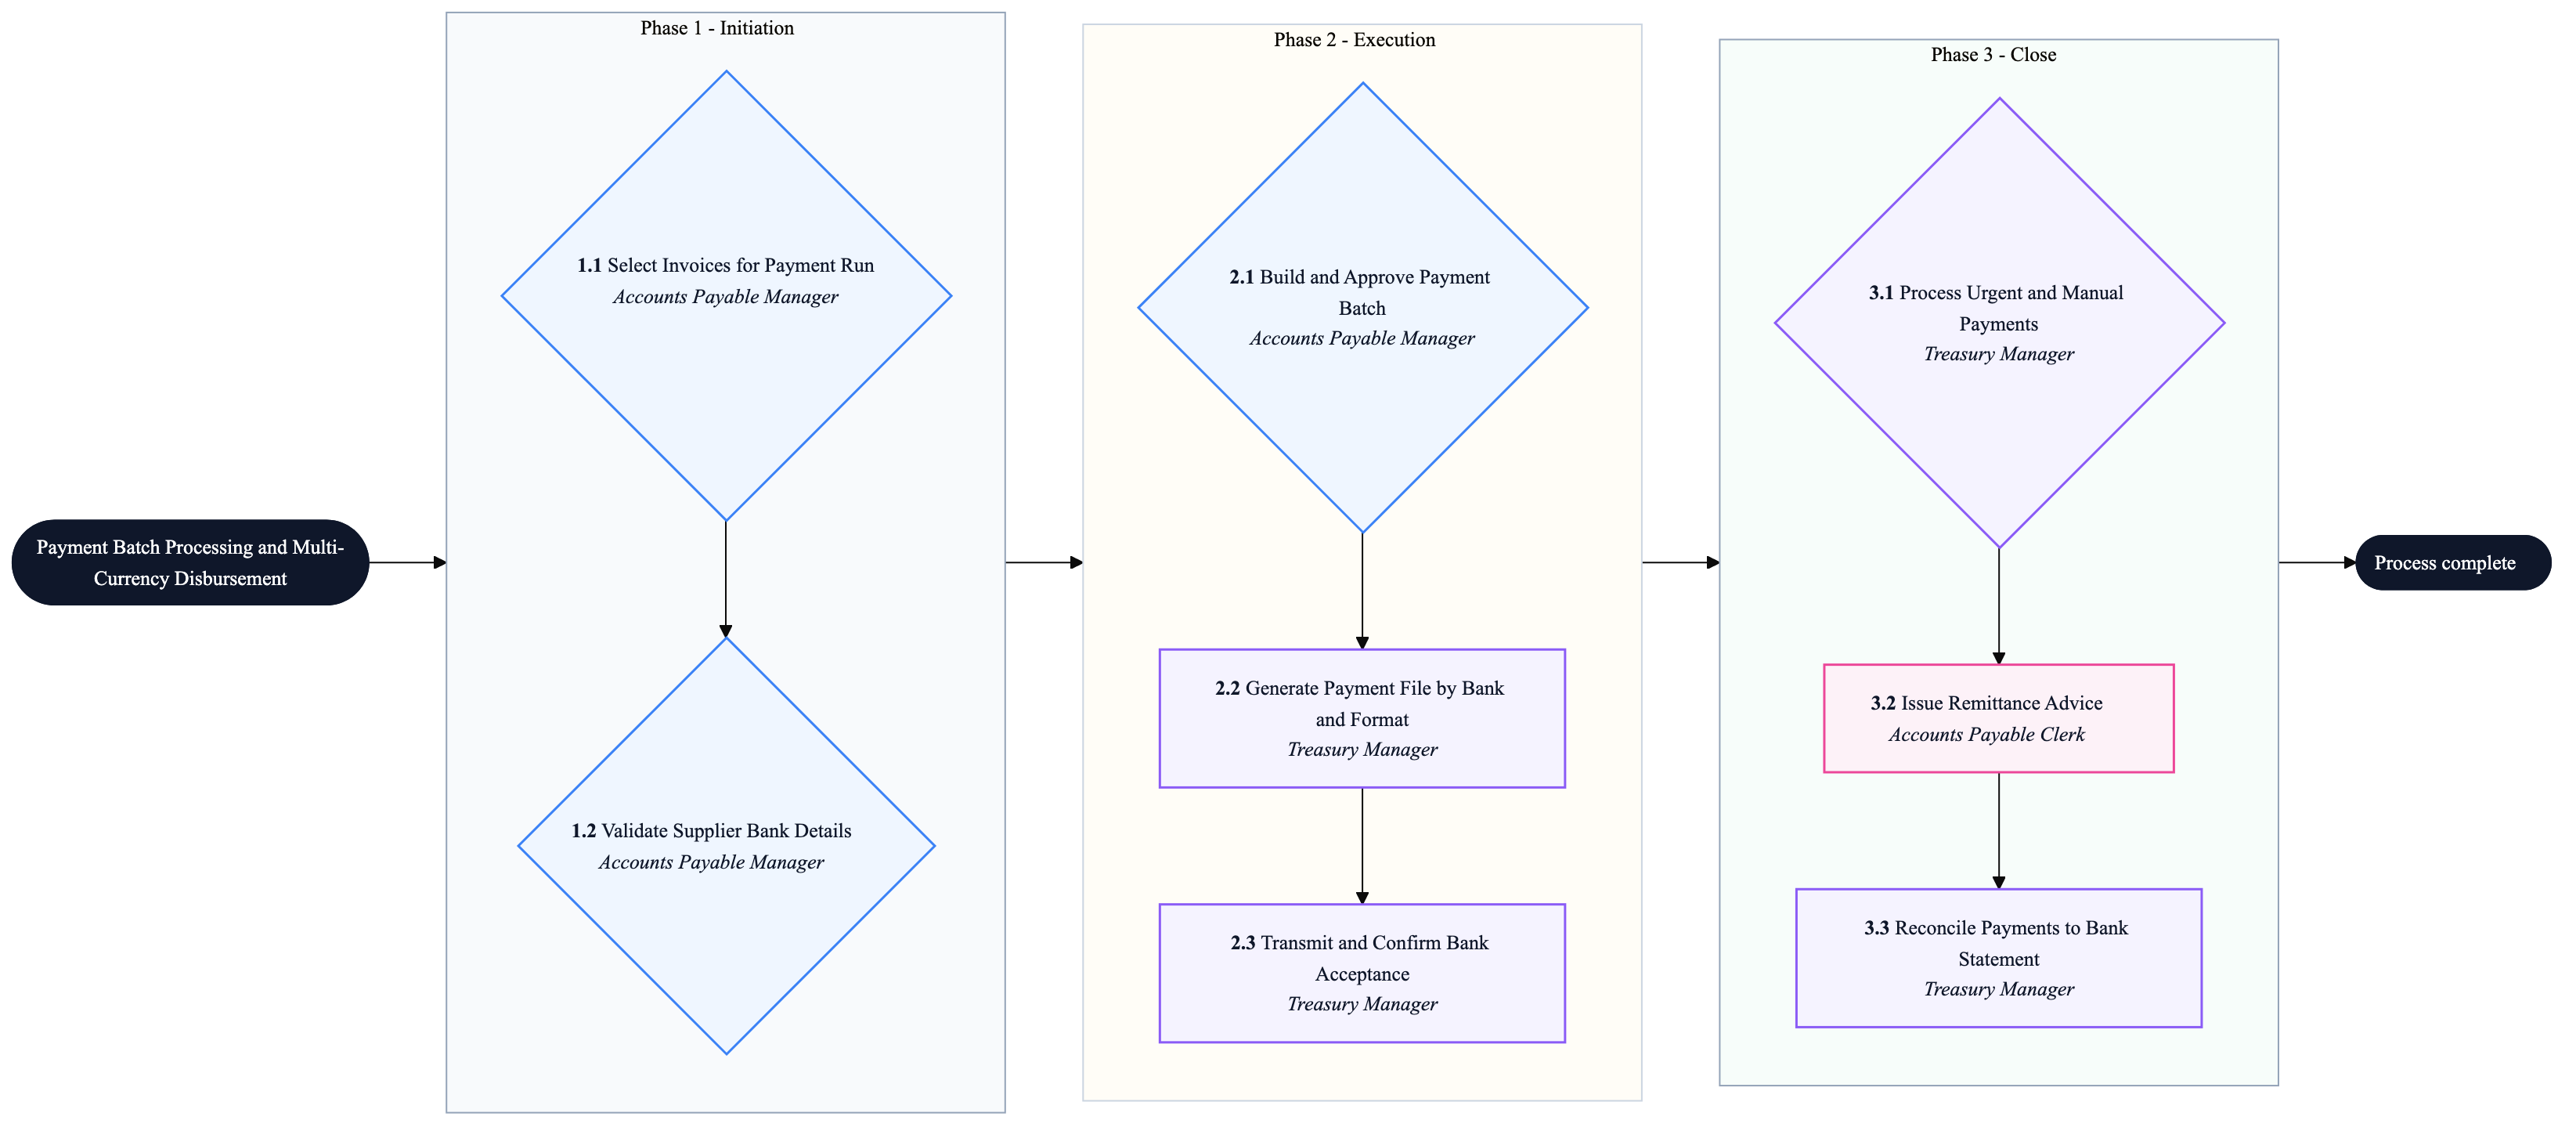 Payment Batch Processing and Multi-
Currency Disbursement
Phase 1 - Initiation
1.1 Select Invoices for Payment Run
Accounts Payable Manager
1.2 Validate Supplier Bank Details
Accounts Payable Manager
Phase 2 - Execution
2.1 Build and Approve Payment
Batch
Accounts Payable Manager
2.2 Generate Payment File by Bank
and Format
Treasury Manager
2.3 Transmit and Confirm Bank
Acceptance
Treasury Manager
Phase 3 - Close
3.1 Process Urgent and Manual
Payments
Treasury Manager
3.2 Issue Remittance Advice
Accounts Payable Clerk
3.3 Reconcile Payments to Bank
Statement
Treasury Manager
Process complete